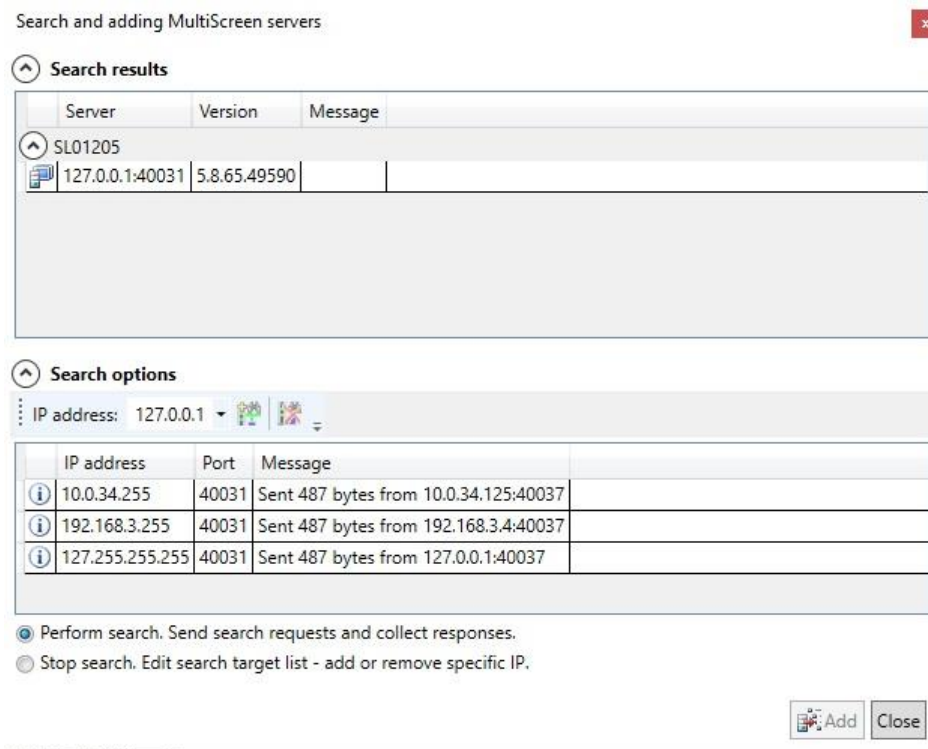 Search and adding MultiScreen servers
x
Search results
Server Version Message
SL01205
127.0.0.1:40031 5.8.65.49590
Search options
IP address: 127.0.0.1
IP address Port Message
10.0.34.255 40031 Sent 487 bytes from 10.0.34.125:40037
192.168.3.255 40031 Sent 487 bytes from 192.168.3.4:40037
127.255.255.255 40031 Sent 487 bytes from 127.0.0.1:40037
Perform search. Send search requests and collect responses.
Stop search. Edit search target list - add or remove specific IP.
Add Close